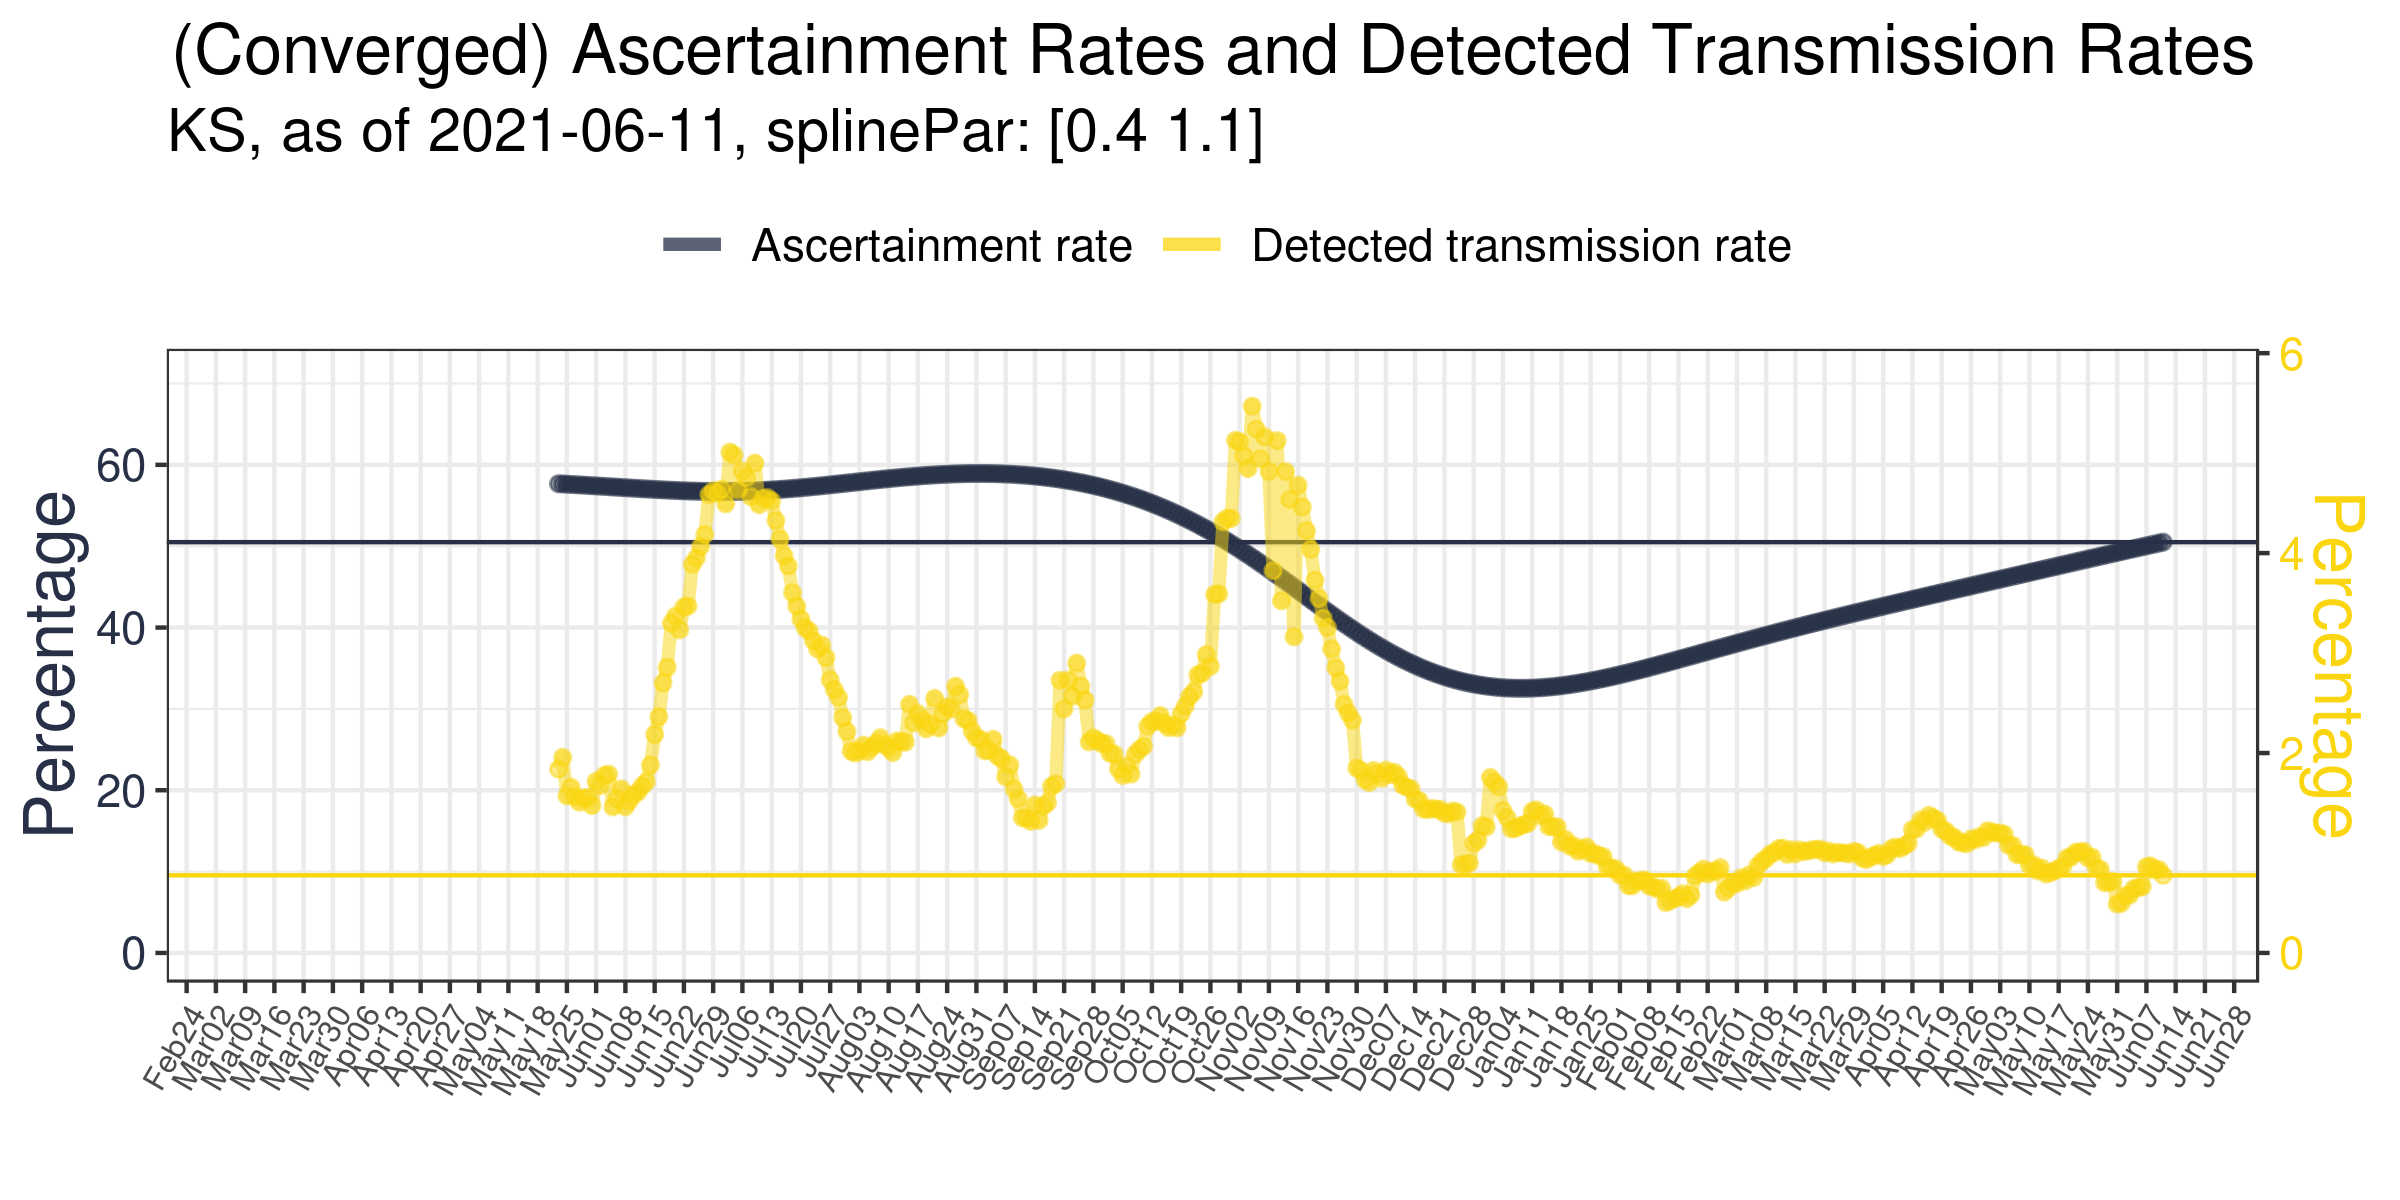 (Converged) Ascertainment Rates and Detected Transmission Rates
KS, as of 2021-06-11, splinePar: [0.4 1.1]
Ascertainment rate Detected transmission rate
Percentage
60
40
20
0
6
4
2
0
Percentage
Feb24 Mar02 Mar09 Mar16 Mar23 Mar30 Apr06 Apr13 Apr20 Apr27 May04 May11 May18 May25 Jun01 Jun08 Jun15 Jun22 Jun29 Jul06 Jul13 Jul20 Jul27 Aug03 Aug10 Aug17 Aug24 Aug31 Sep07 Sep14 Sep21 Sep28 Oct05 Oct12 Oct19 Oct26 Nov02 Nov09 Nov16 Nov23 Nov30 Dec07 Dec14 Dec21 Dec28 Jan04 Jan11 Jan18 Jan25 Feb01 Feb08 Feb15 Feb22 Mar01 Mar08 Mar15 Mar22 Mar29 Apr05 Apr12 Apr19 Apr26 May03 May10 May17 May24 May31 Jun07 Jun14 Jun21 Jun28